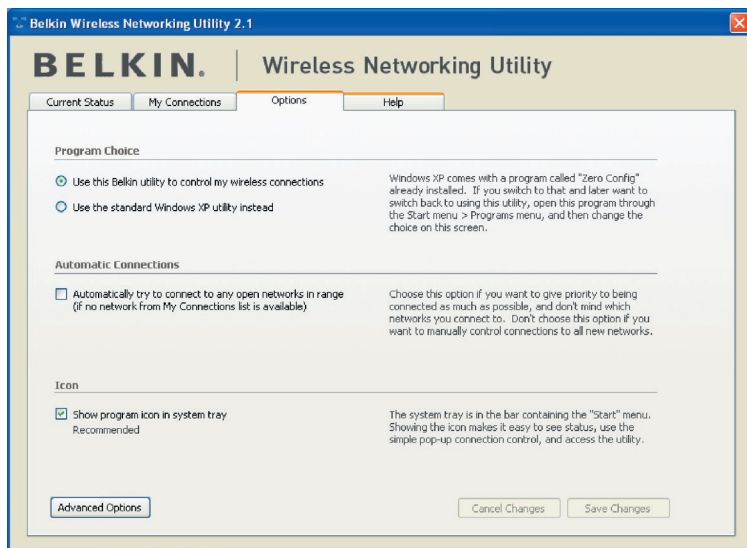 Belkin Wireless Networking Utility 2.1
BELKIN. Wireless Networking Utility
Current Status
My Connections
Options
Help
Program Choice
Use this Belkin utility to control my wireless connections
Use the standard Windows XP utility instead
Windows XP comes with a program called "Zero Config"
already installed. If you switch to that and later want to
switch back to using this utility, open this program through
the Start menu > Programs menu, and then change the
choice on this screen.
Automatic Connections
Automatically try to connect to any open networks in range
(if no network from My Connections list is available)
Choose this option if you want to give priority to being
connected as much as possible, and don't mind which
networks you connect to. Don't choose this option if you
want to manually control connections to all new networks.
Icon
Show program icon in system tray
Recommended
The system tray is in the bar containing the "Start" menu.
Showing the icon makes it easy to see status, use the
simple pop-up connection control, and access the utility.
Advanced Options
Cancel Changes
Save Changes